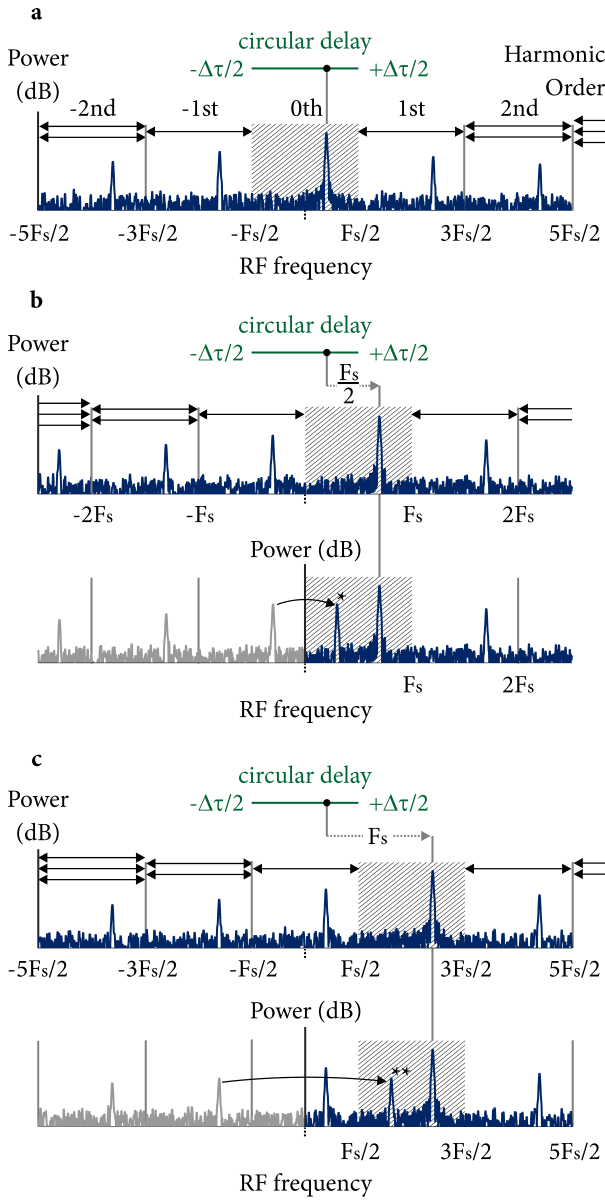 a
circular delay
Power
(dB)
-Δτ/2 +Δτ/2
Harmonic
Order
-2nd -1st 0th 1st 2nd
-5Fs/2 -3Fs/2 -Fs/2 Fs/2 3Fs/2 5Fs/2
RF frequency
b
circular delay
Power
(dB)
-Δτ/2 +Δτ/2
Fs
2
-2Fs -Fs Fs 2Fs
Power (dB)
*
Fs 2Fs
RF frequency
c
circular delay
Power
(dB)
-Δτ/2 +Δτ/2
Fs
-5Fs/2 -3Fs/2 -Fs/2 Fs/2 3Fs/2 5Fs/2
Power (dB)
**
Fs/2 3Fs/2 5Fs/2
RF frequency